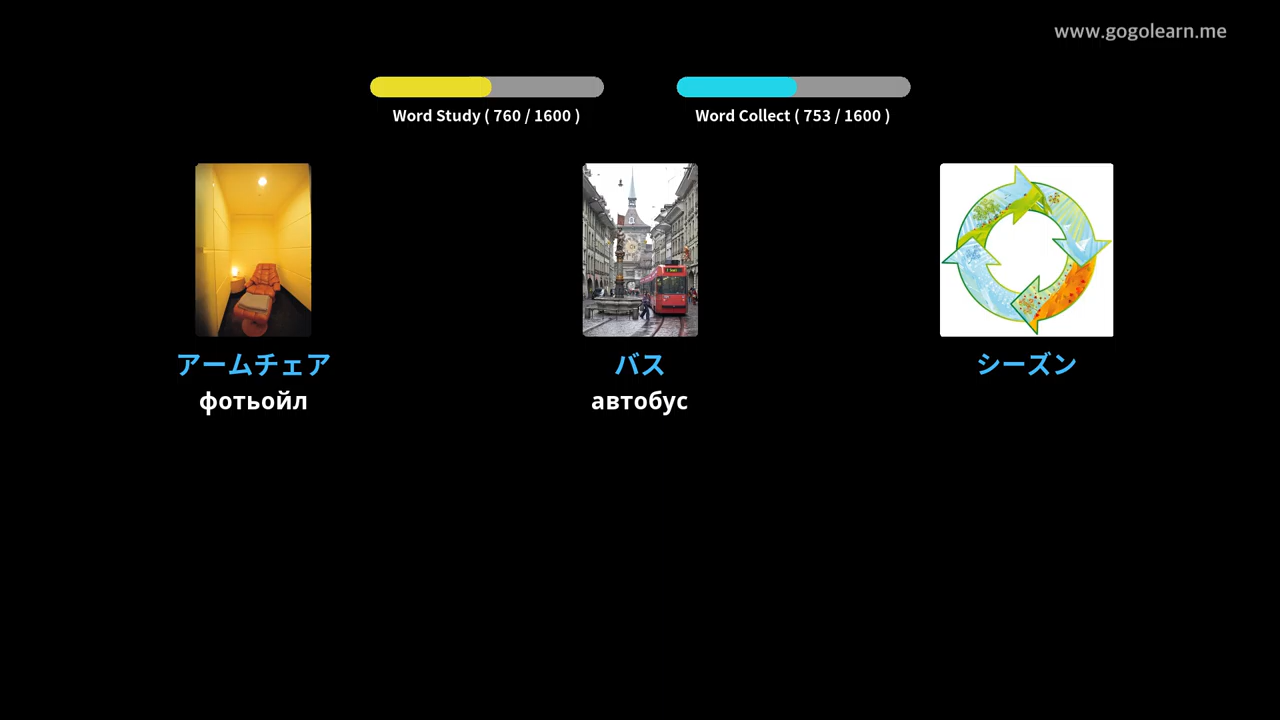 www.gogolearn.me
Word Study ( 760 / 1600 )
Word Collect ( 753 / 1600 )
アームチェア
バス
シーズン
фотьойл
автобус